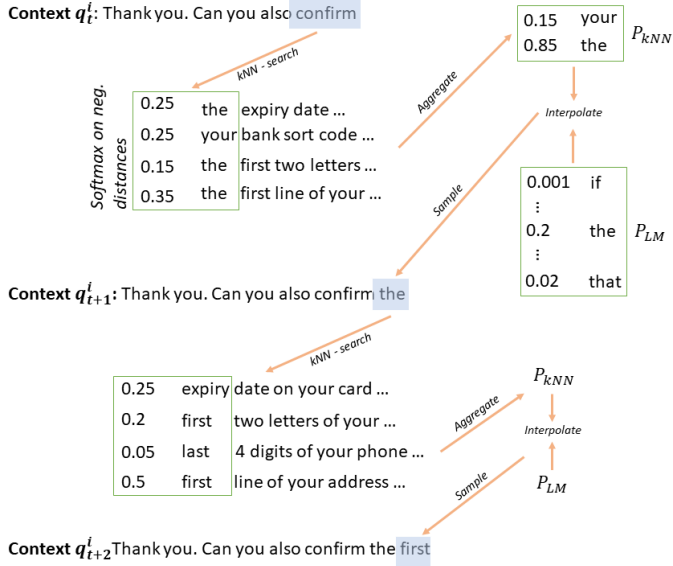 Context q_t^i: Thank you. Can you also confirm
kNN - search
Softmax on neg. distances
0.25 the expiry date ...
0.25 your bank sort code ...
0.15 the first two letters ...
0.35 the first line of your ...
Aggregate
0.15 your
0.85 the
P_kNN
Interpolate
0.001 if
⋮
0.2 the
⋮
0.02 that
P_LM
Sample
Context q_{t+1}^i: Thank you. Can you also confirm the
kNN - search
0.25 expiry date on your card ...
0.2 first two letters of your ...
0.05 last 4 digits of your phone ...
0.5 first line of your address ...
Aggregate
P_kNN
Interpolate
P_LM
Sample
Context q_{t+2}^i Thank you. Can you also confirm the first